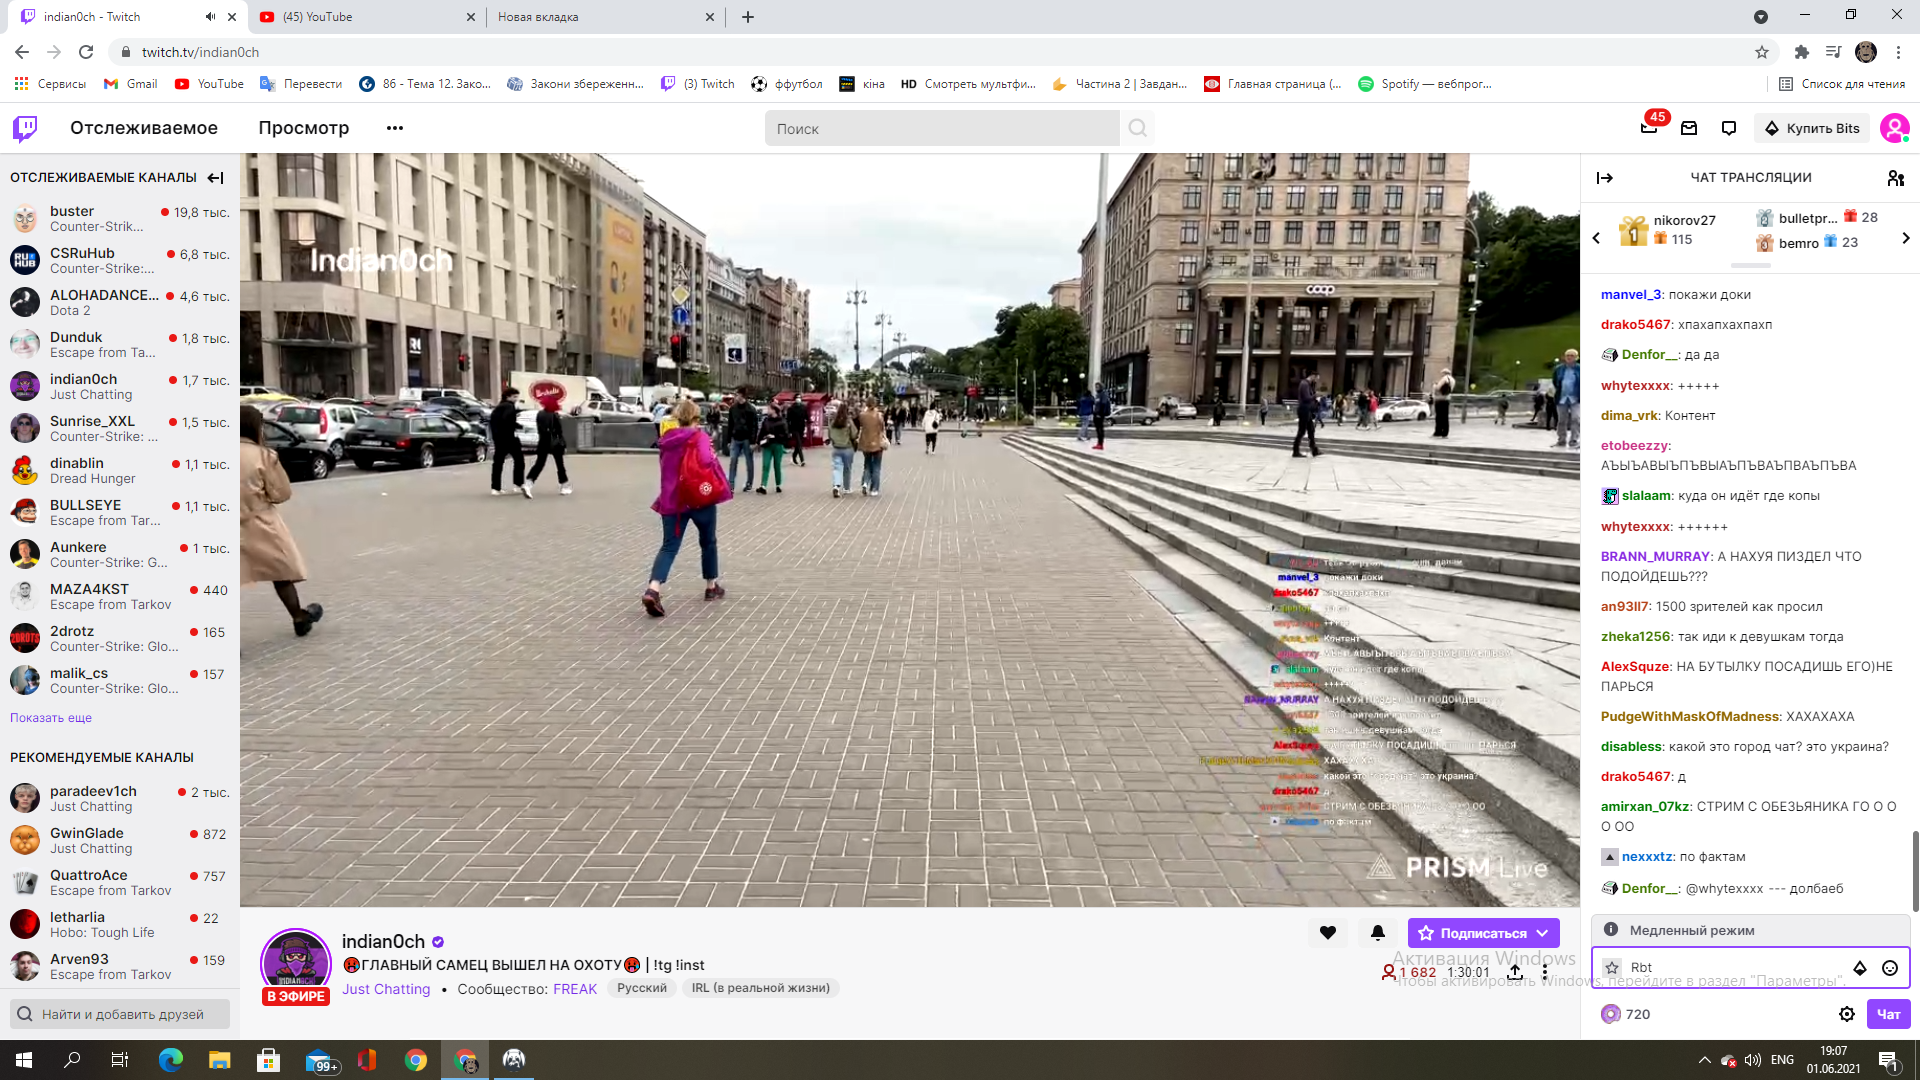 indian0ch - Twitch
(45) YouTube
Новая вкладка
twitch.tv/indian0ch
Сервисы
Gmail
YouTube
Перевести
86 - Тема 12. Зако...
Закони збереженн...
(3) Twitch
ффутбол
кіна
HD Смотреть мультфи...
Частина 2 | Завдан...
Главная страница (...
Spotify — вебпрог...
Список для чтения
Отслеживаемое
Просмотр
Поиск
45
Купить Bits
ОТСЛЕЖИВАЕМЫЕ КАНАЛЫ
buster
19,8 тыс.
Counter-Strik...
CSRuHub
6,8 тыс.
Counter-Strike:...
ALOHADANCE...
4,6 тыс.
Dota 2
Dunduk
1,8 тыс.
Escape from Ta...
indian0ch
1,7 тыс.
Just Chatting
Sunrise_XXL
1,5 тыс.
Counter-Strike: ...
dinablin
1,1 тыс.
Dread Hunger
BULLSEYE
1,1 тыс.
Escape from Tar...
Aunkere
1 тыс.
Counter-Strike: G...
MAZA4KST
440
Escape from Tarkov
2drotz
165
Counter-Strike: Glo...
malik_cs
157
Counter-Strike: Glo...
Показать еще
РЕКОМЕНДУЕМЫЕ КАНАЛЫ
paradeev1ch
2 тыс.
Just Chatting
GwinGlade
872
Just Chatting
QuattroAce
757
Escape from Tarkov
letharlia
22
Hobo: Tough Life
Arven93
159
Escape from Tarkov
Найти и добавить друзей
Indian0ch
coop
PRISM Live
indian0ch
ГЛАВНЫЙ САМЕЦ ВЫШЕЛ НА ОХОТУ | !tg !inst
В ЭФИРЕ
Just Chatting • Сообщество: FREAK
Русский
IRL (в реальной жизни)
Подписаться
1 682
1:30:01
Активация Windows
Чтобы активировать Windows, перейдите в раздел "Параметры".
ЧАТ ТРАНСЛЯЦИИ
1
nikorov27
115
2
bulletpr...
28
3
bemro
23
manvel_3: покажи доки
drako5467: хпахапхахпахп
Denfor__: да да
whytexxxx: +++++
dima_vrk: Контент
etobeezzy:
АЪЫЪАВЫЪПЪВЫАЪПЪВАЪПВАЪПЪВА
slalaam: куда он идёт где копы
whytexxxx: ++++++
BRANN_MURRAY: А НАХУЯ ПИЗДЕЛ ЧТО
ПОДОЙДЕШЬ???
an93ll7: 1500 зрителей как просил
zheka1256: так иди к девушкам тогда
AlexSquze: НА БУТЫЛКУ ПОСАДИШЬ ЕГО)НЕ
ПАРЬСЯ
PudgeWithMaskOfMadness: ХАХАХАХА
disabless: какой это город чат? это украина?
drako5467: д
amirxan_07kz: СТРИМ С ОБЕЗЬЯНИКА ГО О О
О ОО
nexxxtz: по фактам
Denfor__: @whytexxxx --- долбаеб
Медленный режим
Rbt
720
Чат
99+
ENG
19:07
01.06.2021
1